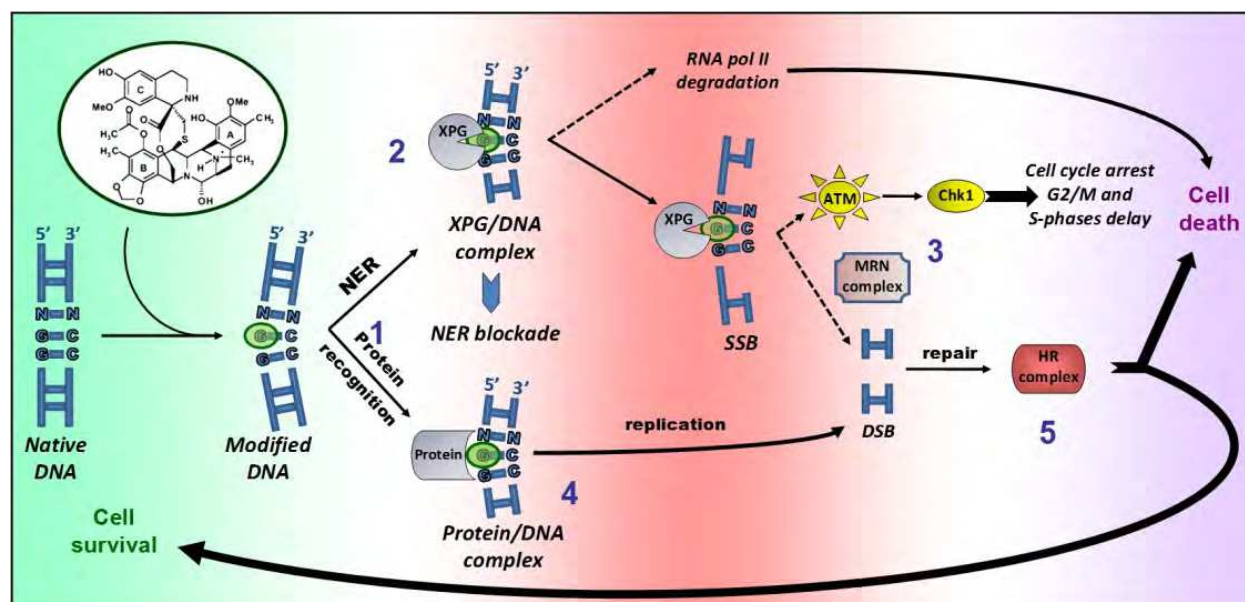 HO
C
MeO
NH
O
CH₃
O
O
S
HO
OMe
A
CH₃
H₃C
B
H
N
CH₃
N
O
O
OH
5’ 3’
N N
G C
G C
Native
DNA
5’ 3’
N N
G C
G C
Modified
DNA
Cell
survival
1
NER
Protein
recognition
2
5’ 3’
XPG
N N
G C
G C
XPG/DNA
complex
NER blockade
5’ 3’
Protein
N N
G C
G C
4
Protein/DNA
complex
RNA pol II
degradation
XPG
N N
G C
G C
SSB
replication
ATM
Chk1
3
Cell cycle arrest
G2/M and
S-phases delay
MRN
complex
DSB
repair
HR
complex
5
Cell
death